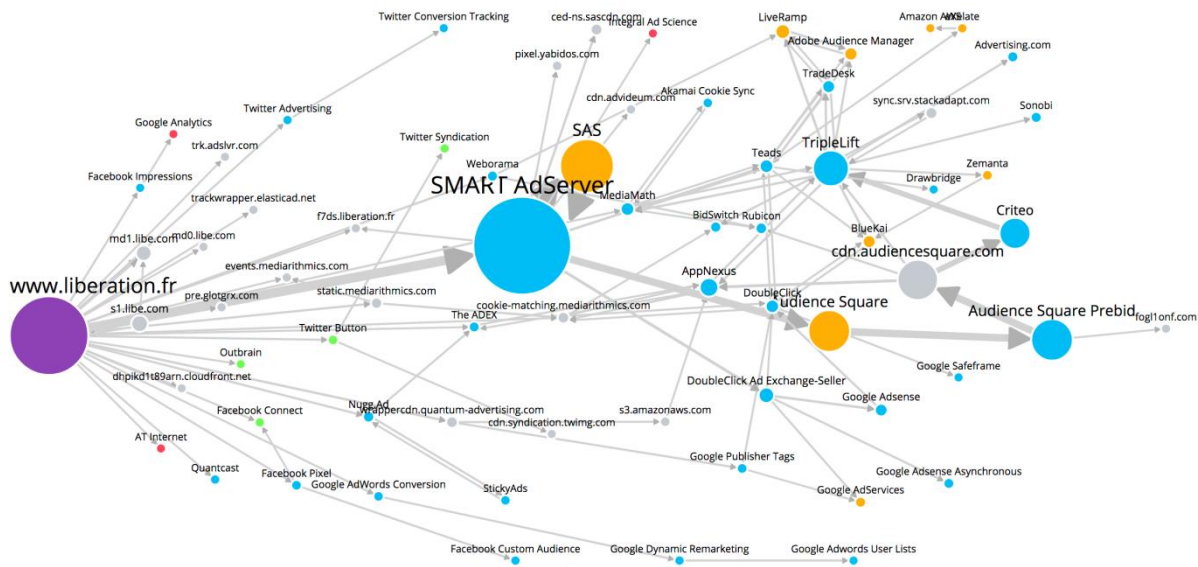 Twitter Conversion Tracking
ced-ns.sascdn.com
Integral Ad Science
LiveRamp
Amazon
Adobe Audience Manager
Advertising.com
pixel.yabidos.com
TradeDesk
Akamai Cookie Sync
cdn.advideum.com
sync.srv.stackadapt.com
Sonobi
Twitter Advertising
Google Analytics
trk.adslvr.com
Twitter Syndication
SAS
TripleLift
Teads
Zemanta
Weborama
Facebook Impressions
SMART AdServer
Drawbridge
trackwrapper.elasticad.net
MediaMath
f7ds.liberation.fr
BidSwitch
Rubicon
Criteo
md1.libe.com
md0.libe.com
BlueKai
cdn.audiencesquare.com
events.mediarithmics.com
AppNexus
www.liberation.fr
pre.glotgrx.com
static.mediarithmics.com
DoubleClick
cookie-matching.mediarithmics.com
s1.libe.com
The ADEX
udience Square
Audience Square Prebid
fogl1onf.com
Twitter Button
Outbrain
Google Safeframe
dhpikd1t89arn.cloudfront.net
DoubleClick Ad Exchange-Seller
Google Adsense
Nugg.Ad
wrappercdn.quantum-advertising.com
s3.amazonaws.com
Facebook Connect
cdn.syndication.twimg.com
AT Internet
Google Publisher Tags
Quantcast
Facebook Pixel
Google AdWords Conversion
StickyAds
Google Adsense Asynchronous
Google AdServices
Facebook Custom Audience
Google Dynamic Remarketing
Google Adwords User Lists